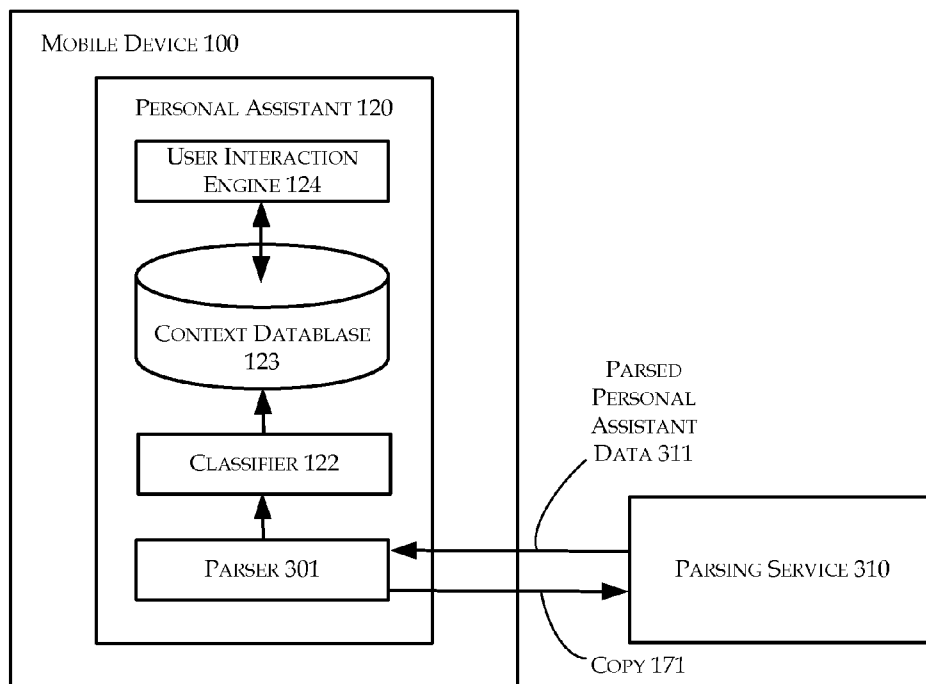 MOBILE DEVICE 100
PERSONAL ASSISTANT 120
USER INTERACTION
ENGINE 124
CONTEXT DATABLASE
123
CLASSIFIER 122
PARSER 301
PARSED
PERSONAL
ASSISTANT
DATA 311
PARSING SERVICE 310
COPY 171